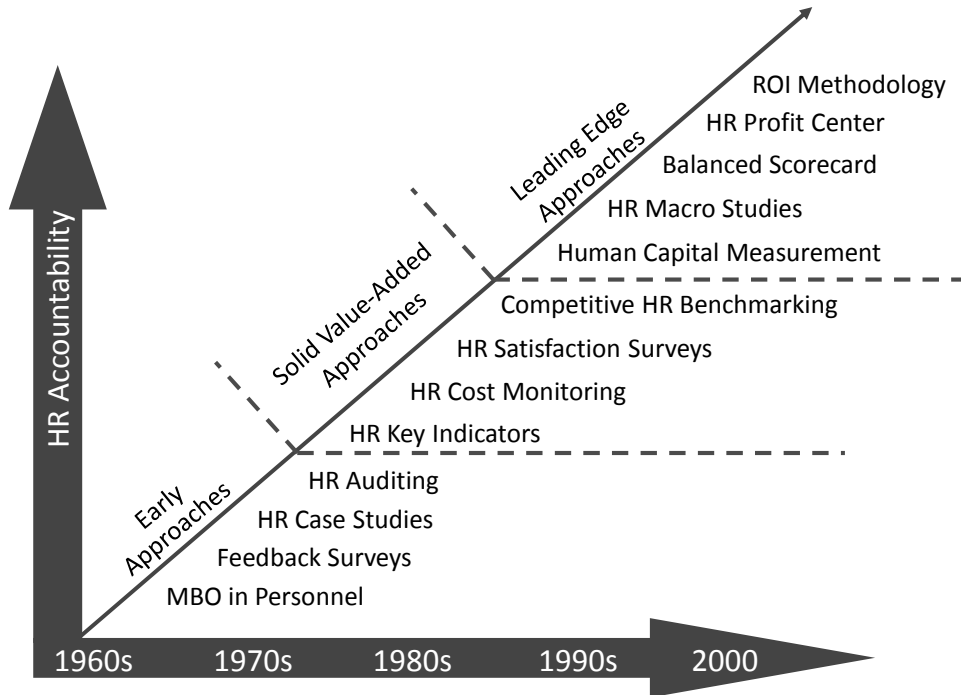 ROI Methodology
HR Profit Center
Balanced Scorecard
HR Macro Studies
Human Capital Measurement
Leading Edge
Approaches
Competitive HR Benchmarking
HR Satisfaction Surveys
HR Cost Monitoring
HR Key Indicators
Solid Value-Added
Approaches
HR Auditing
HR Case Studies
Feedback Surveys
MBO in Personnel
Early
Approaches
HR Accountability
1960s
1970s
1980s
1990s
2000